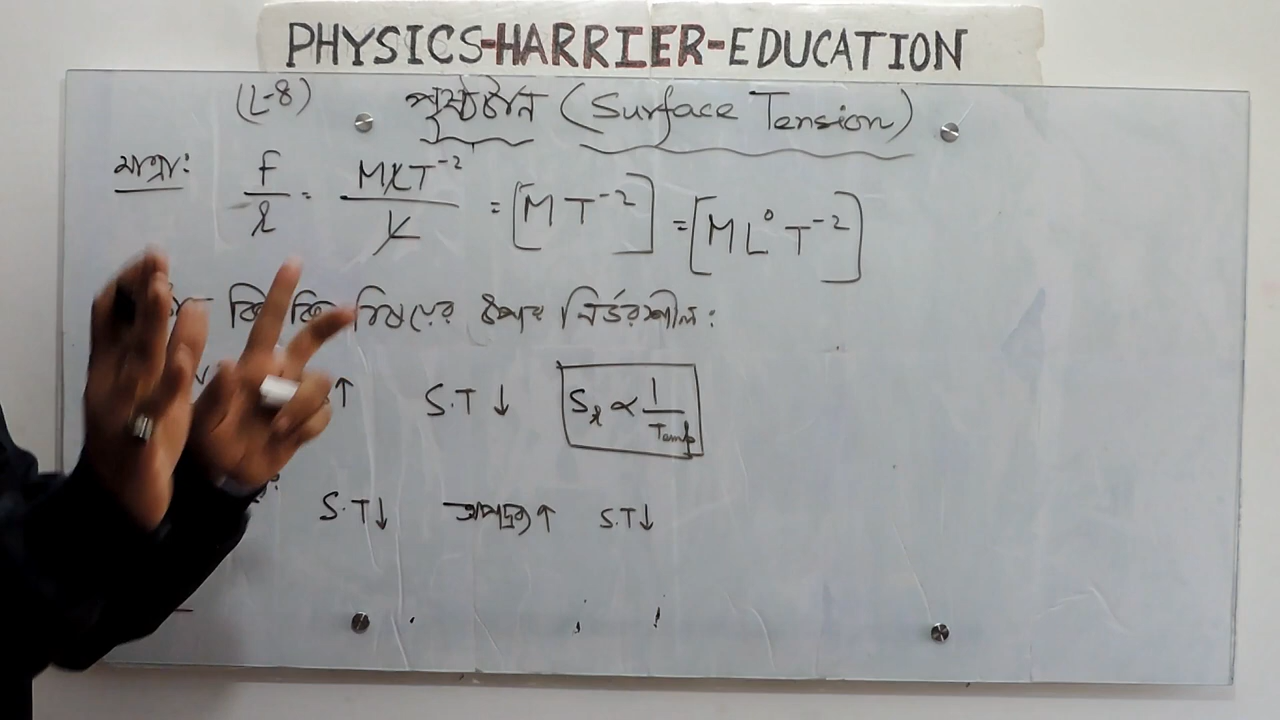 PHYSICS-HARRIER-EDUCATION
(L-8) পৃষ্ঠটান (Surface Tension)
মাত্রা: F/l = MLT⁻²/L = [MT⁻²] = [ML⁰T⁻²]
কি কি বিষয়ের উপর নির্ভরশীল:
↑ S.T ↓ Sₗ ∝ 1/Temp
S.T↓ অপদ্রব্য↑ S.T↓